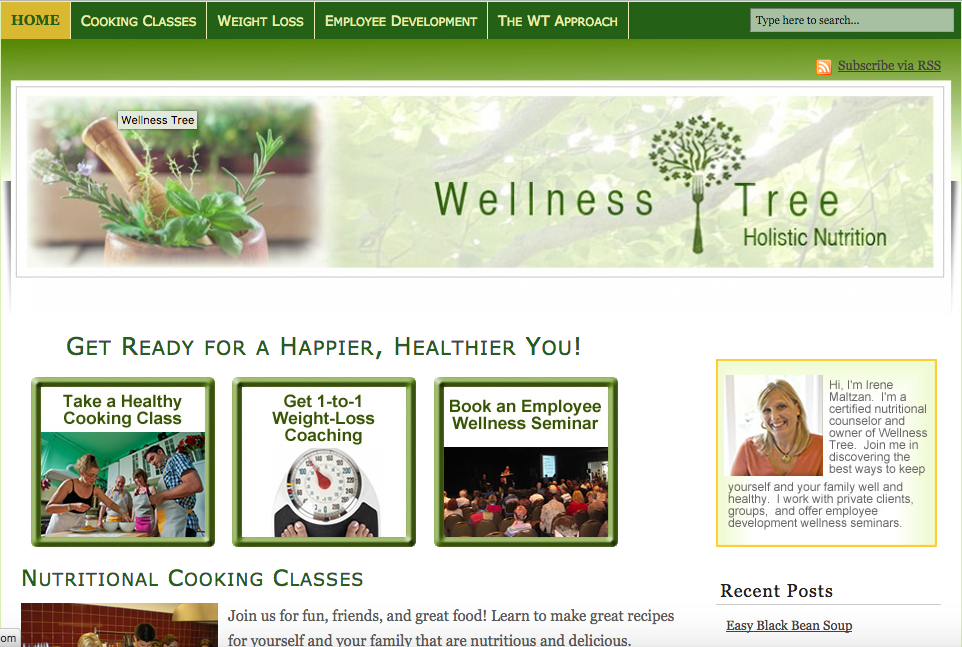 HOME
Cooking Classes
Weight Loss
Employee Development
The WT Approach
Type here to search...
Subscribe via RSS
Wellness Tree
Wellness Tree
Holistic Nutrition
Get Ready for a Happier, Healthier You!
Take a Healthy
Cooking Class
Get 1-to-1
Weight-Loss
Coaching
Book an Employee
Wellness Seminar
Hi, I'm Irene
Maltzan. I'm a
certified nutritional
counselor and
owner of Wellness
Tree. Join me in
discovering the
best ways to keep
yourself and your family well and
healthy. I work with private clients,
groups, and offer employee
development wellness seminars.
Nutritional Cooking Classes
Join us for fun, friends, and great food! Learn to make great recipes
for yourself and your family that are nutritious and delicious.
Recent Posts
Easy Black Bean Soup
om